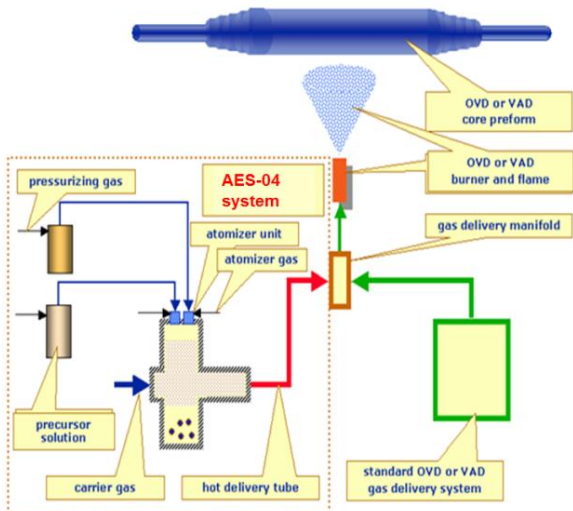 OVD or VAD
core preform
OVD or VAD
burner and flame
AES-04
system
pressurizing gas
atomizer unit
atomizer gas
gas delivery manifold
precursor
solution
carrier gas
hot delivery tube
standard OVD or VAD
gas delivery system